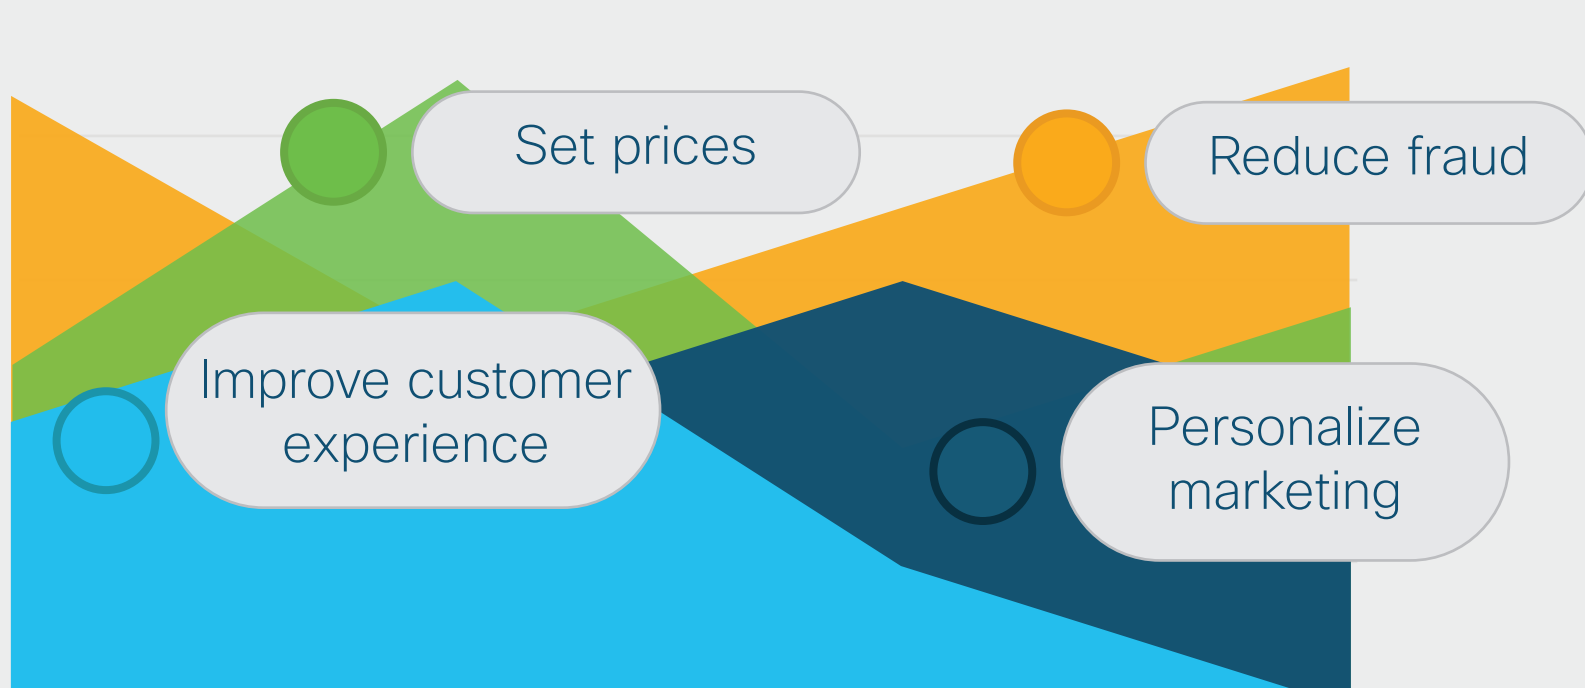 Set prices
Reduce fraud
Improve customer
experience
Personalize
marketing